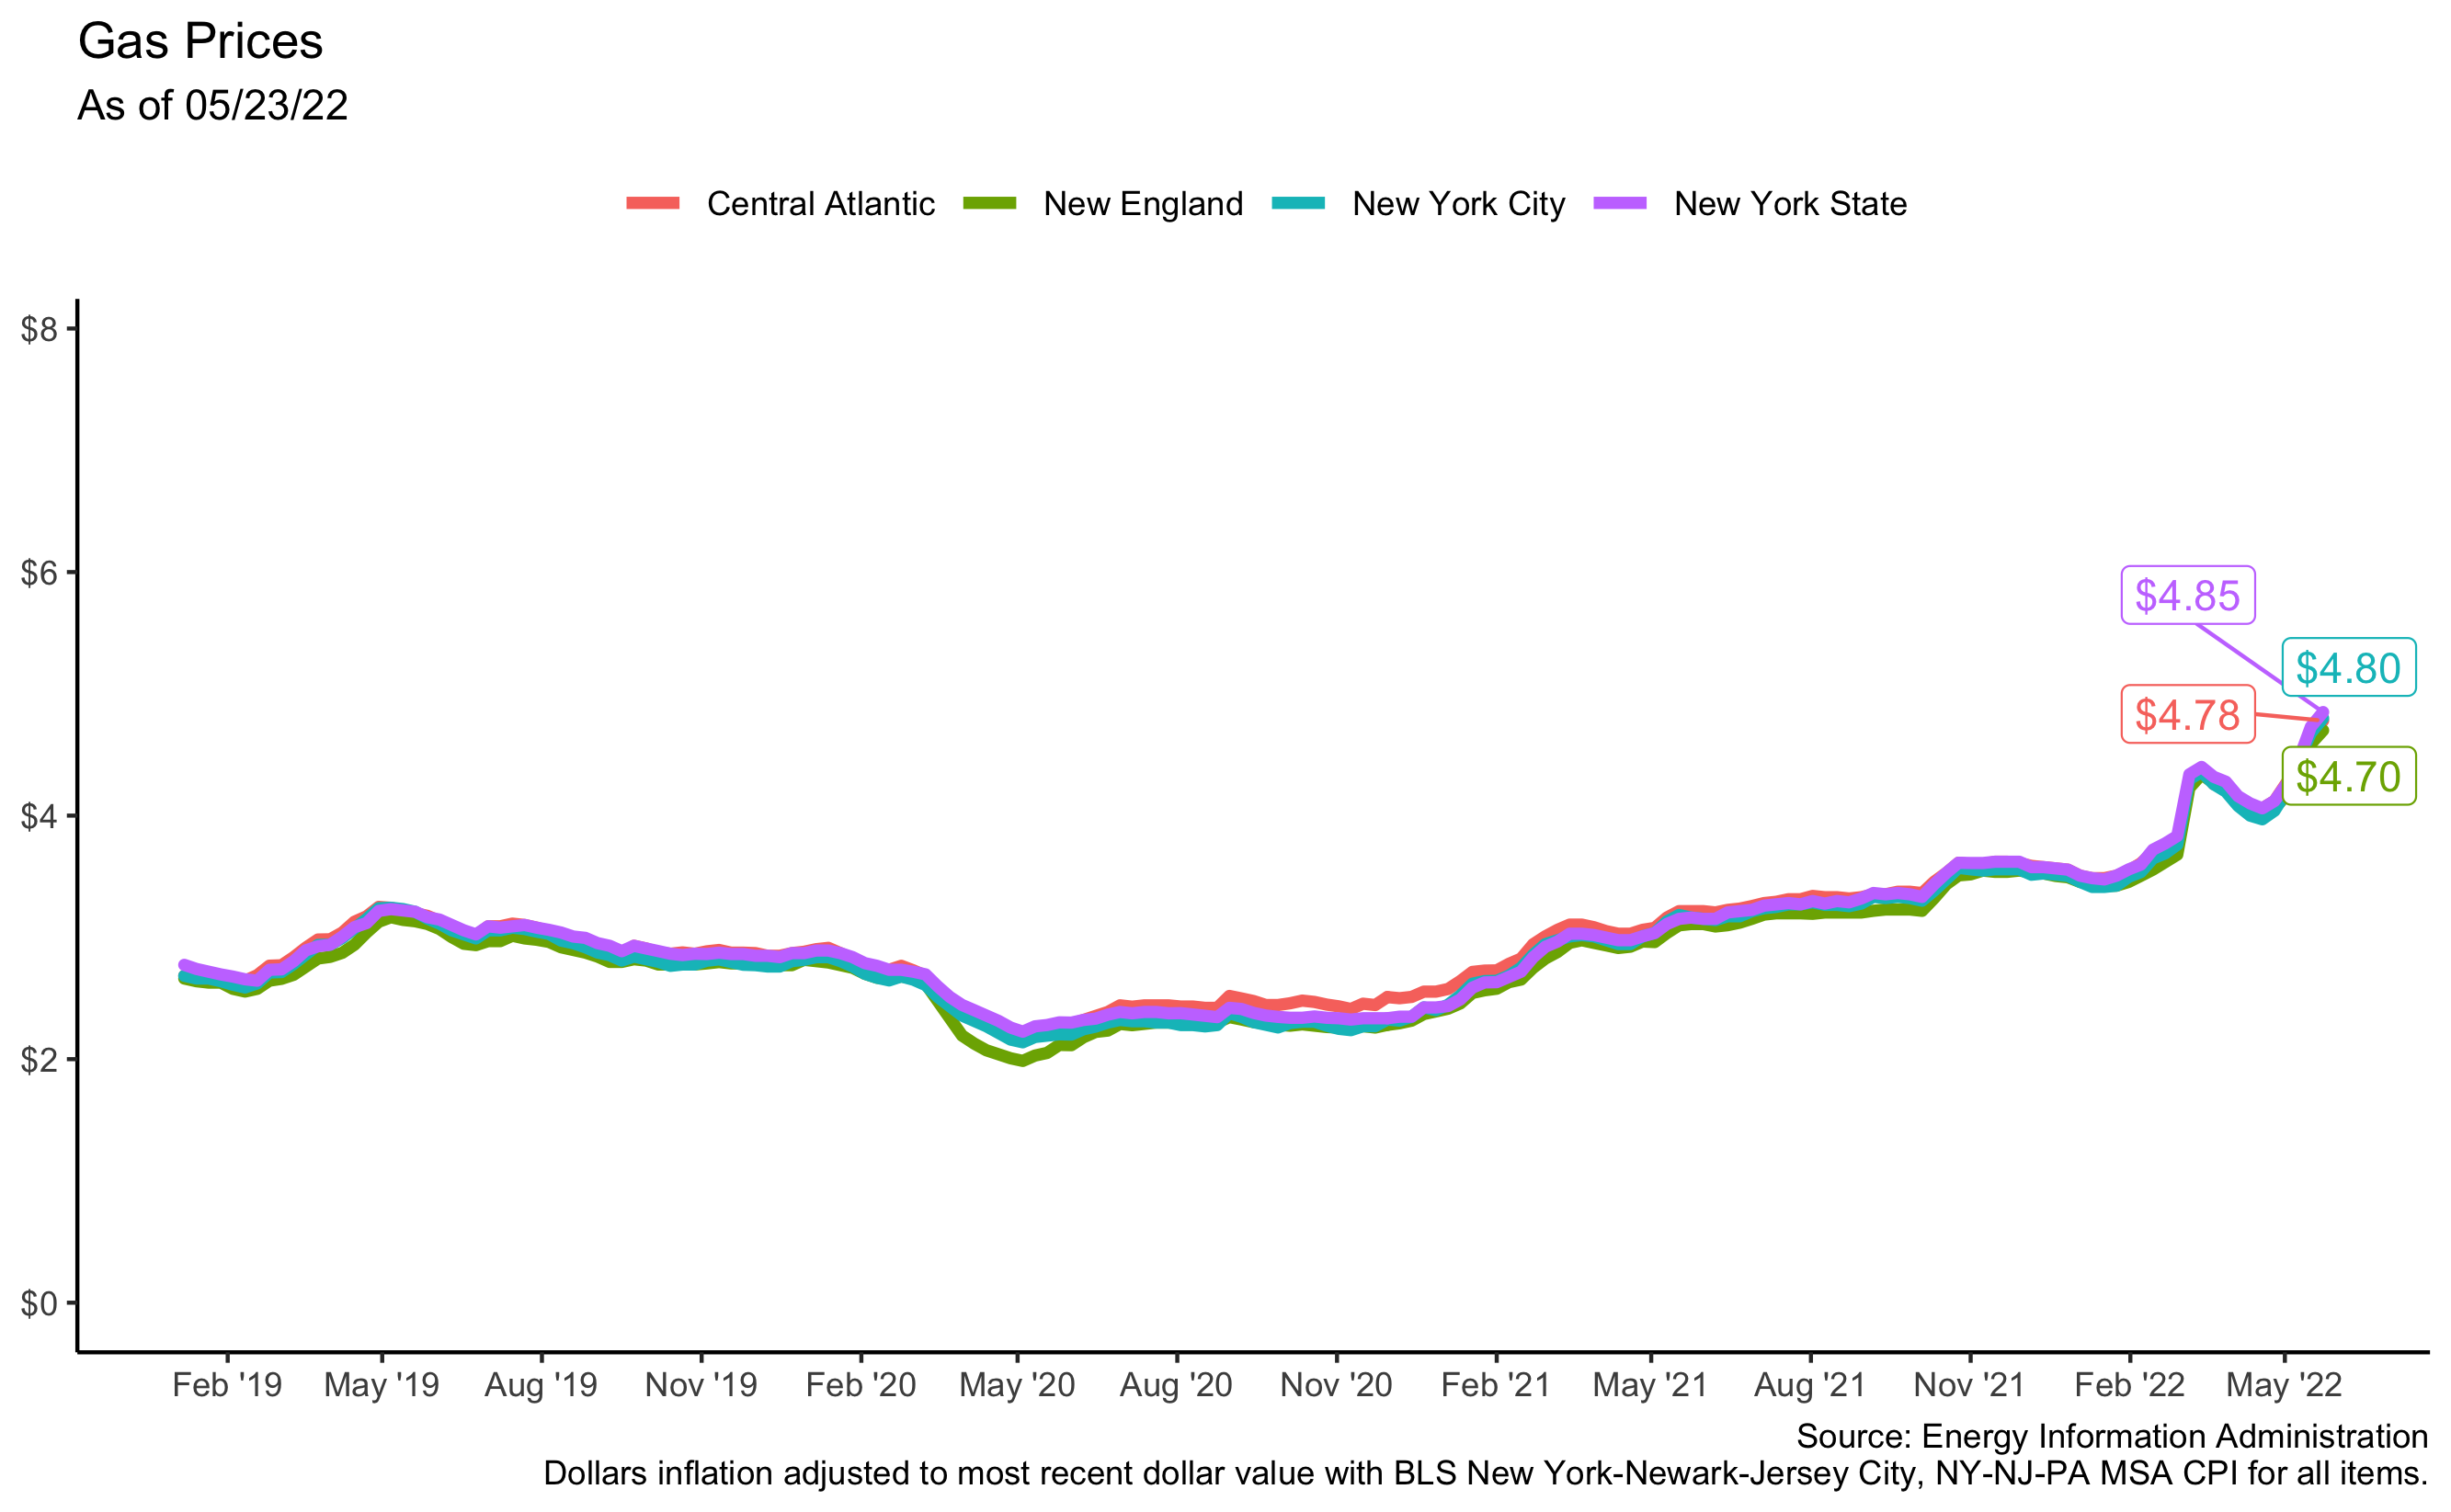 Gas Prices
As of 05/23/22
Central Atlantic New England New York City New York State
$8
$6
$4
$2
$0
$4.85
$4.80
$4.78
$4.70
Feb '19 May '19 Aug '19 Nov '19 Feb '20 May '20 Aug '20 Nov '20 Feb '21 May '21 Aug '21 Nov '21 Feb '22 May '22
Source: Energy Information Administration
Dollars inflation adjusted to most recent dollar value with BLS New York-Newark-Jersey City, NY-NJ-PA MSA CPI for all items.